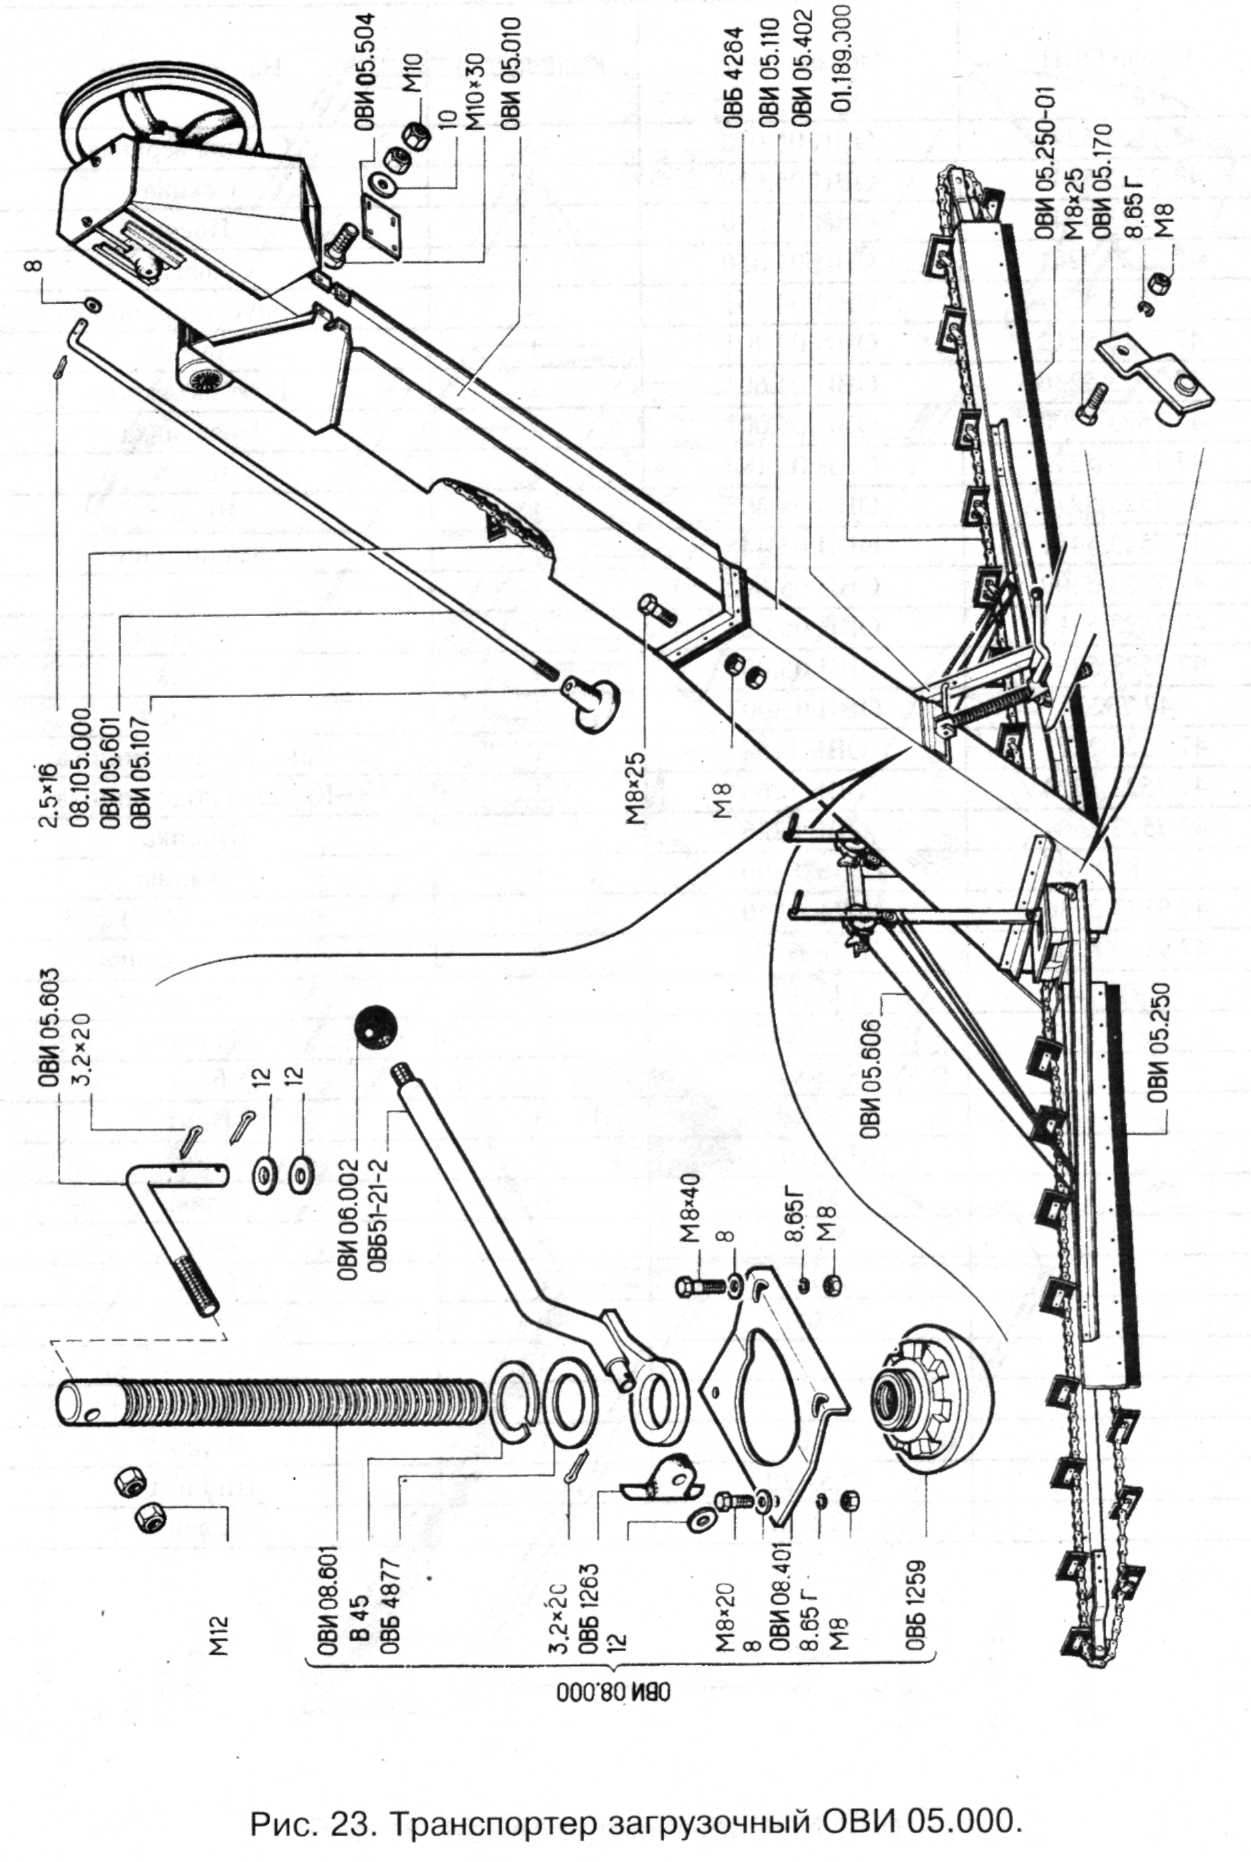 ОВИ 05.504
М10
10
М10×30
ОВИ 05.010
ОВБ 4264
ОВИ 05.110
ОВИ 05.402
01.189.000
ОВИ 05.250-01
М8×25
ОВИ 05.170
8.65Г
М8
8
2,5×16
08.105.000
ОВИ 05.601
ОВИ 05.107
М8×25
М8
ОВИ 05.603
3,2×20
12
12
ОВИ 06.002
ОВБ51-21-2
ОВИ 05.606
ОВИ 05.250
М8×40
8
8.65Г
М8
М12
ОВИ 08.601
В 45
ОВБ 4877
3,2×20
ОВБ 1263
12
М8×20
8
ОВИ 08.401
8.65 Г
М8
ОВБ 1259
ОВИ 08.000
Рис. 23. Транспортер загрузочный ОВИ 05.000.